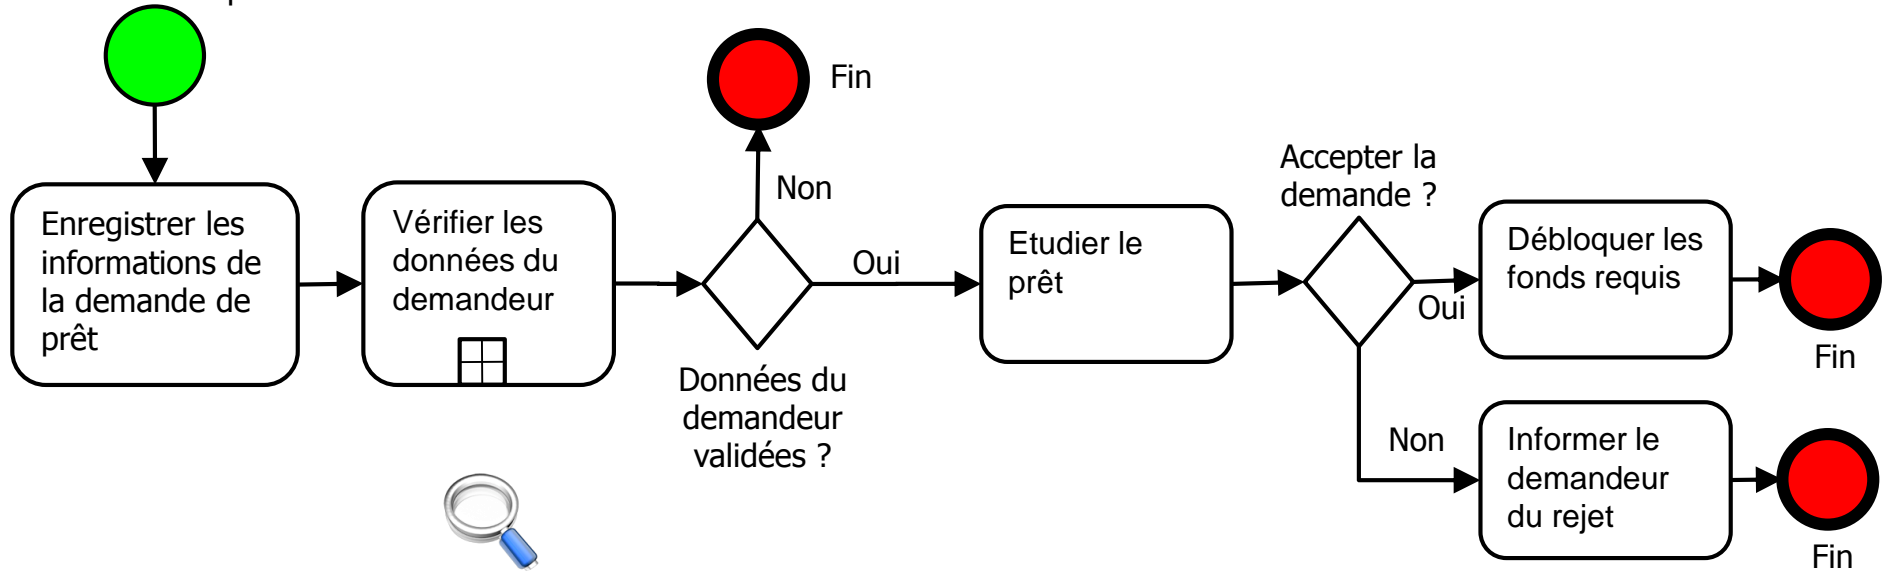 Fin
Non
Enregistrer les
informations de
la demande de
prêt
Vérifier les
données du
demandeur
Données du
demandeur
validées ?
Oui
Etudier le
prêt
Accepter la
demande ?
Oui
Débloquer les
fonds requis
Fin
Non
Informer le
demandeur
du rejet
Fin